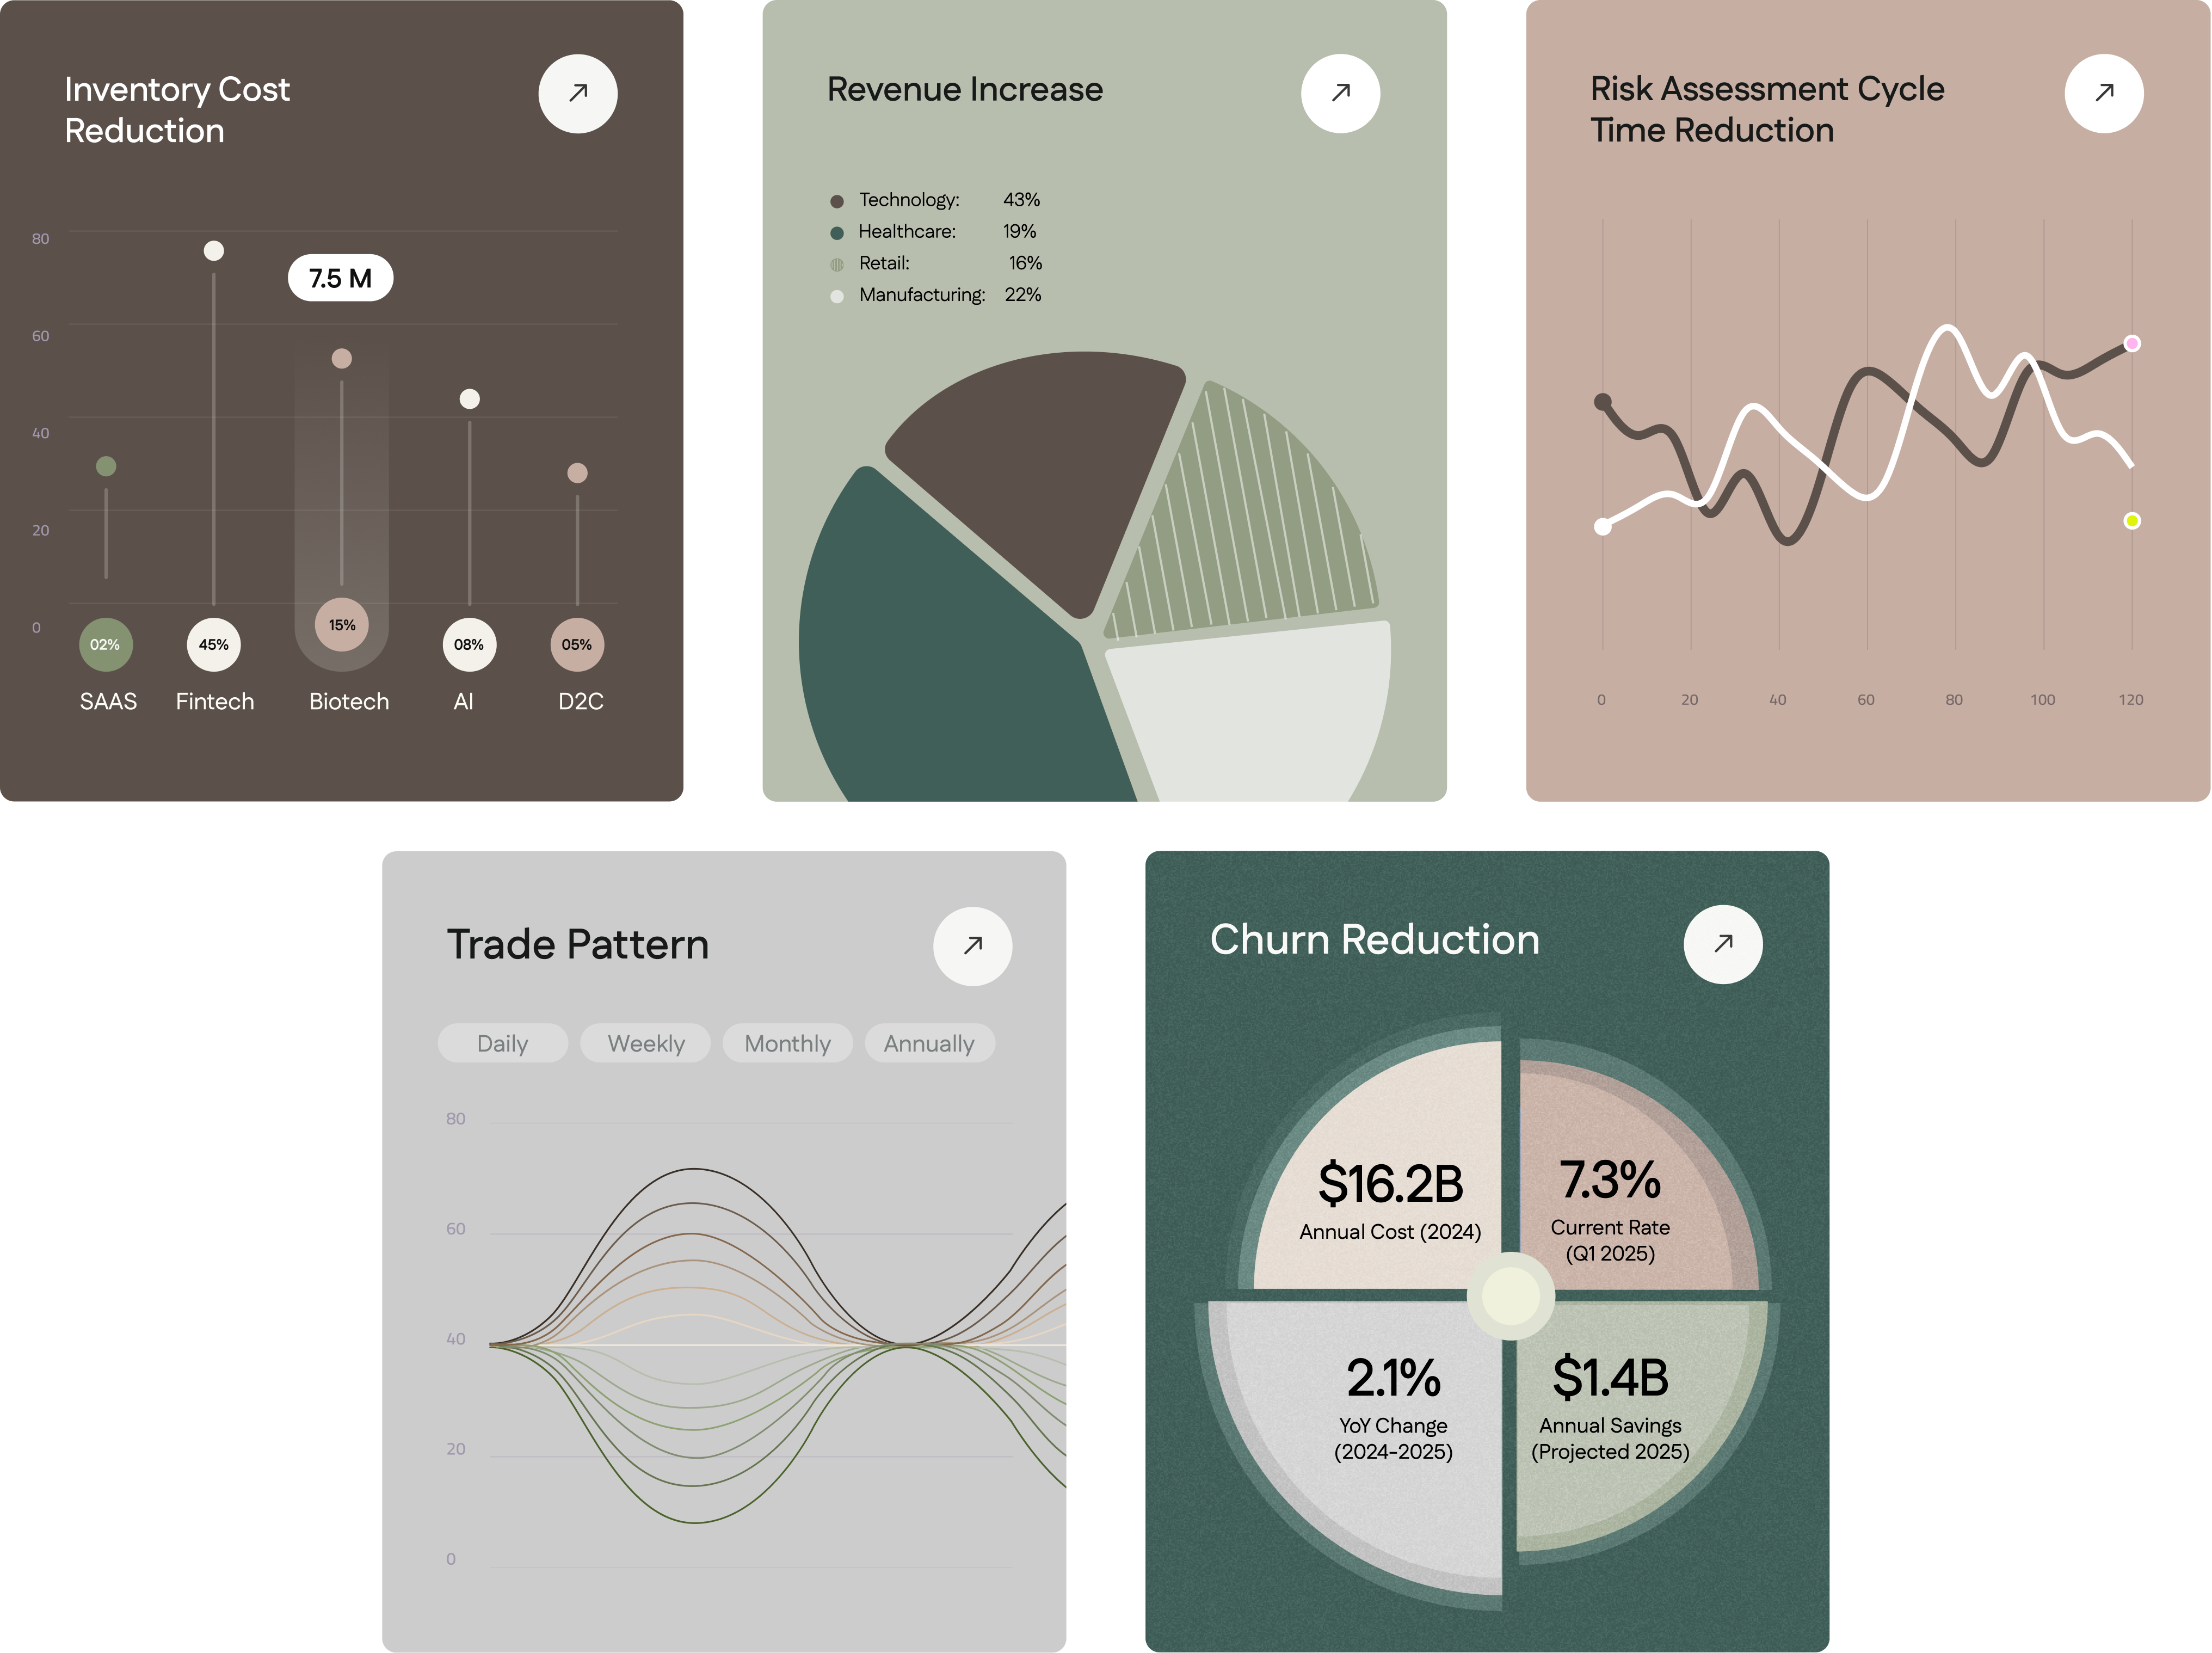 Inventory Cost
Reduction
80
60
40
20
0
7.5 M
02%
45%
15%
08%
05%
SAAS
Fintech
Biotech
AI
D2C
Revenue Increase
Technology: 43%
Healthcare: 19%
Retail: 16%
Manufacturing: 22%
Risk Assessment Cycle
Time Reduction
0 20 40 60 80 100 120
Trade Pattern
Daily
Weekly
Monthly
Annually
80
60
40
20
0
Churn Reduction
$16.2B
Annual Cost (2024)
7.3%
Current Rate
(Q1 2025)
2.1%
YoY Change
(2024-2025)
$1.4B
Annual Savings
(Projected 2025)